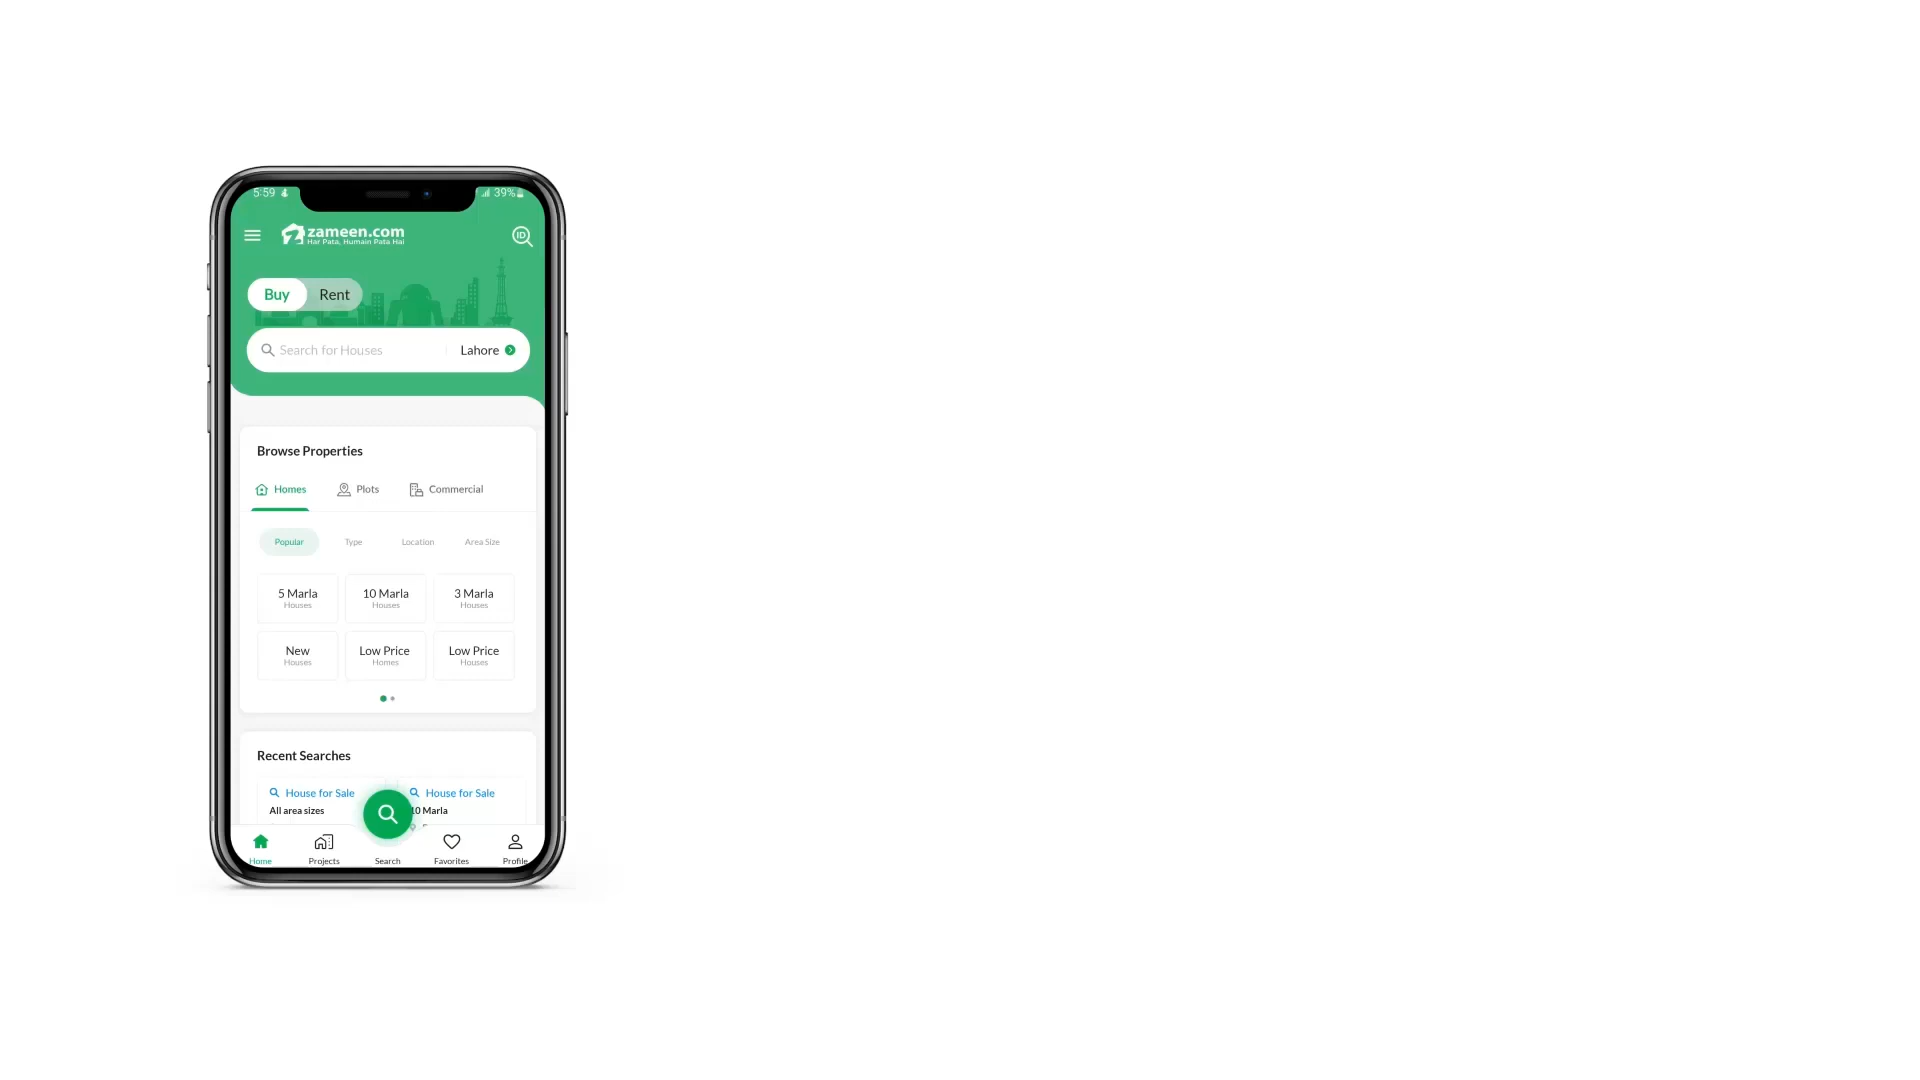 5:59
39%
zameen.com
Har Pata, Humain Pata Hai
ID
Buy Rent
Search for Houses Lahore
Browse Properties
Homes Plots Commercial
Popular Type Location Area Size
5 Marla 10 Marla 3 Marla
Houses Houses Houses
New Low Price Low Price
Houses Homes Houses
Recent Searches
House for Sale House for Sale
All area sizes 10 Marla
Home Projects Search Favorites Profile